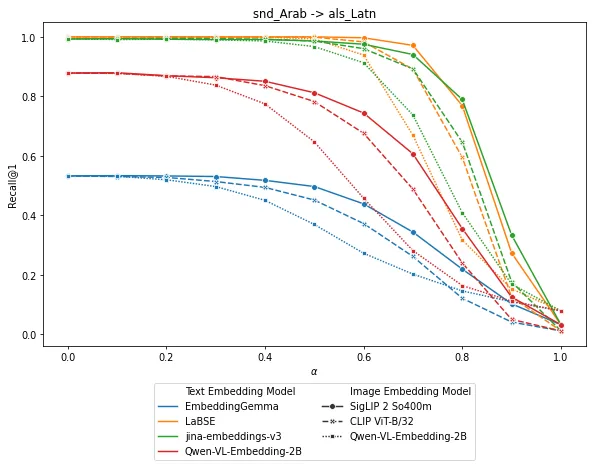 snd_Arab -> als_Latn
Recall@1
1.0
0.8
0.6
0.4
0.2
0.0
0.0 0.2 0.4 0.6 0.8 1.0
α
Text Embedding Model Image Embedding Model
EmbeddingGemma SigLIP 2 So400m
LaBSE CLIP ViT-B/32
jina-embeddings-v3 Qwen-VL-Embedding-2B
Qwen-VL-Embedding-2B